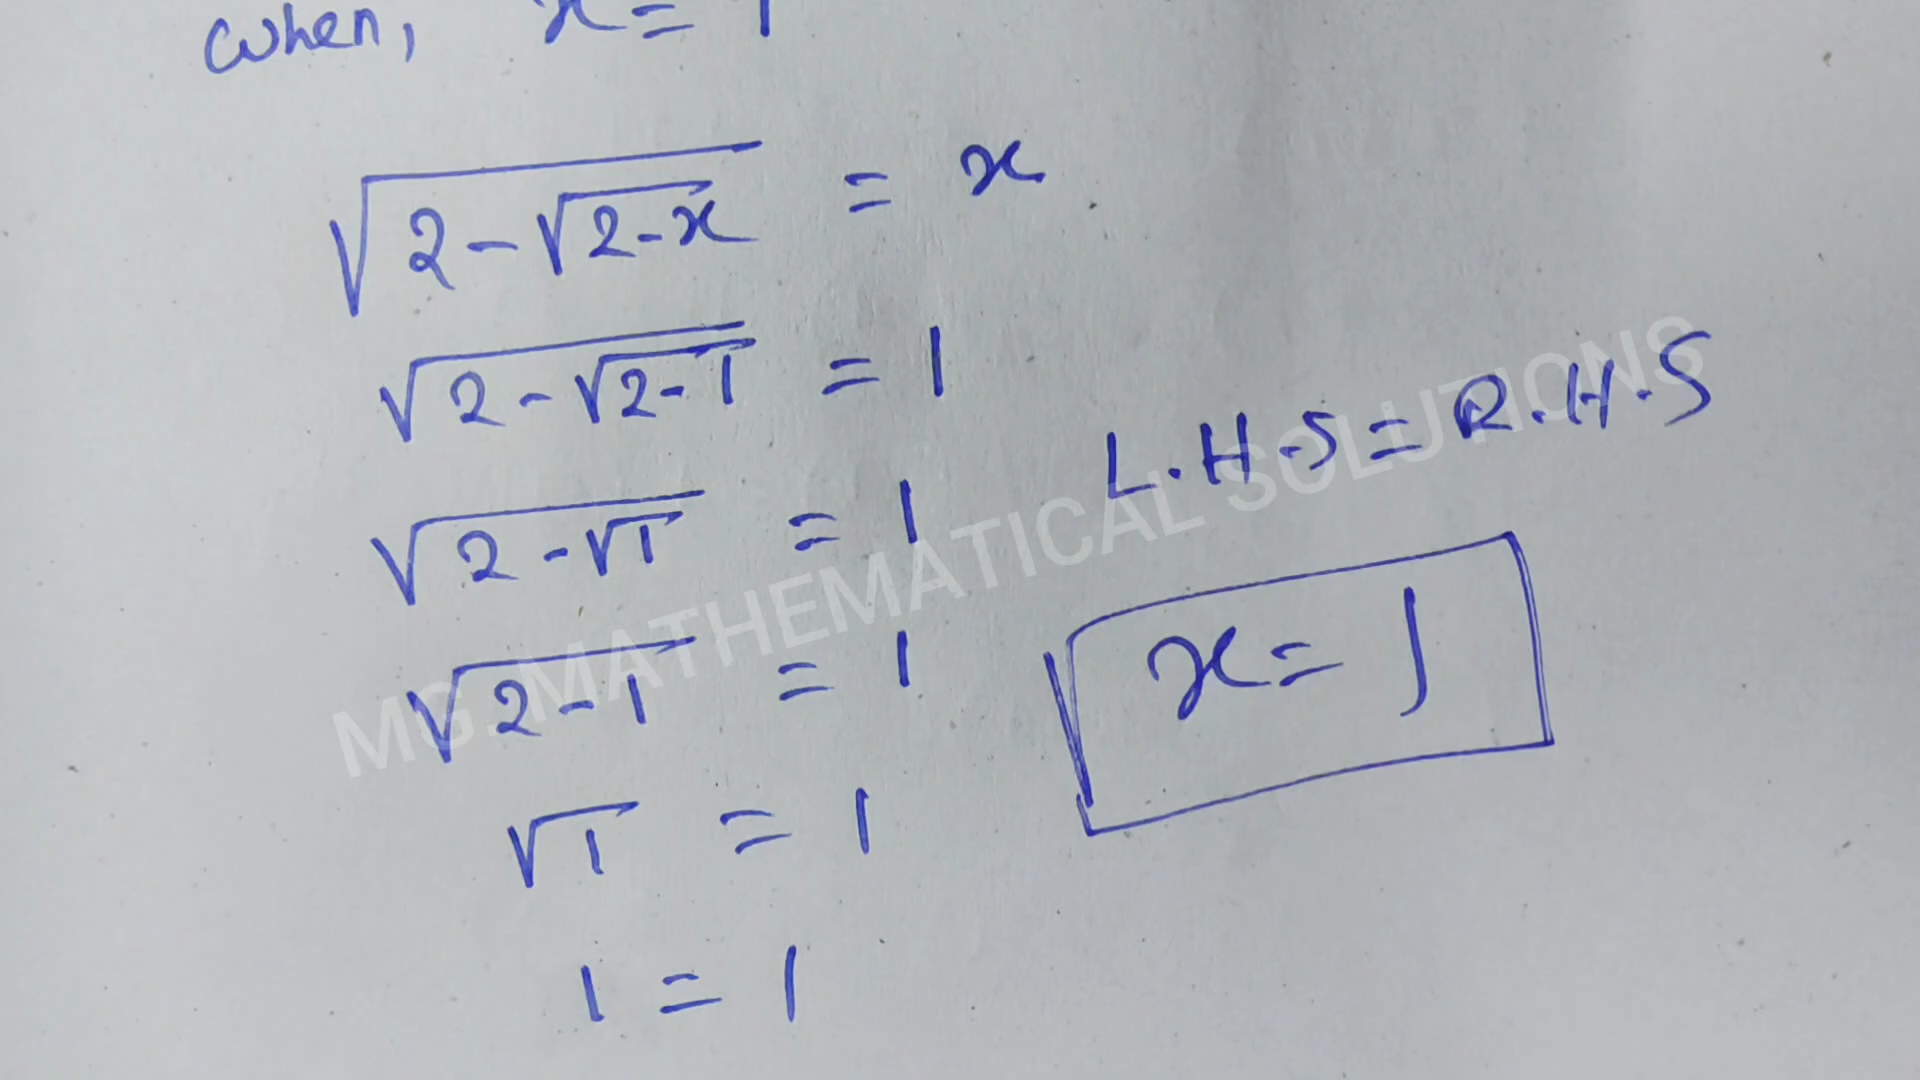 when, x = 1
√(2-√(2-x)) = x
√(2-√(2-1)) = 1
L.H.S = R.H.S
√(2-√1) = 1
√(2-1) = 1
x = 1
√1 = 1
1 = 1
MG. MATHEMATICAL SOLUTIONS